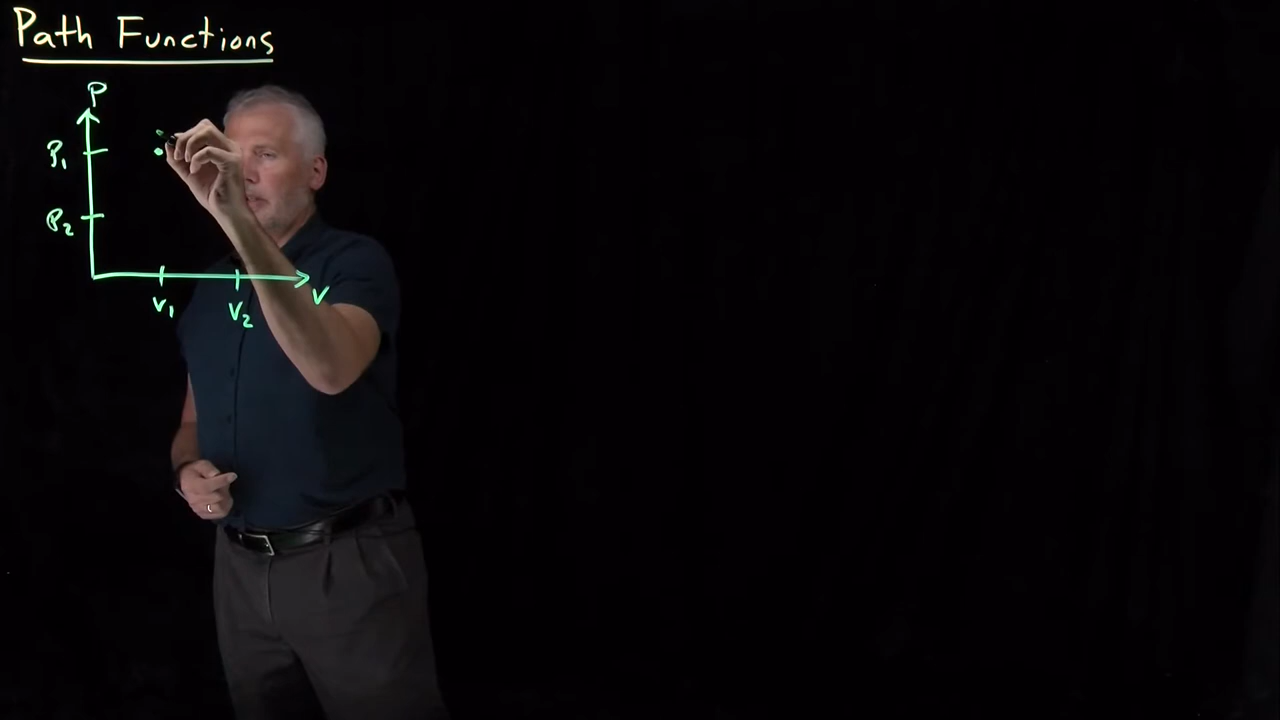 Path Functions
P
P₁
P₂
V
V₁
V₂